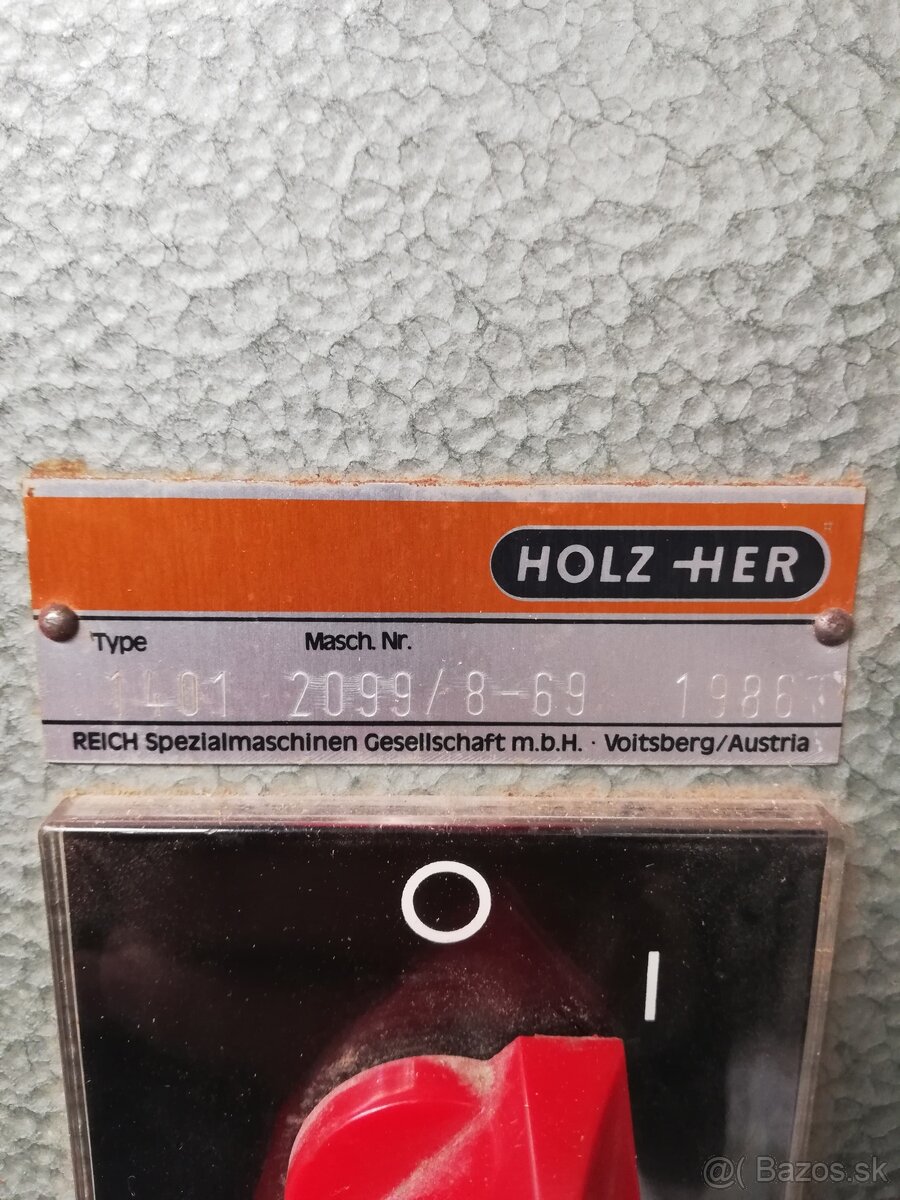 HOLZ-HER
Type Masch. Nr.
1401 2099/8-69 1986
REICH Spezialmaschinen Gesellschaft m.b.H. · Voitsberg/Austria
O
I
@( Bazos.sk